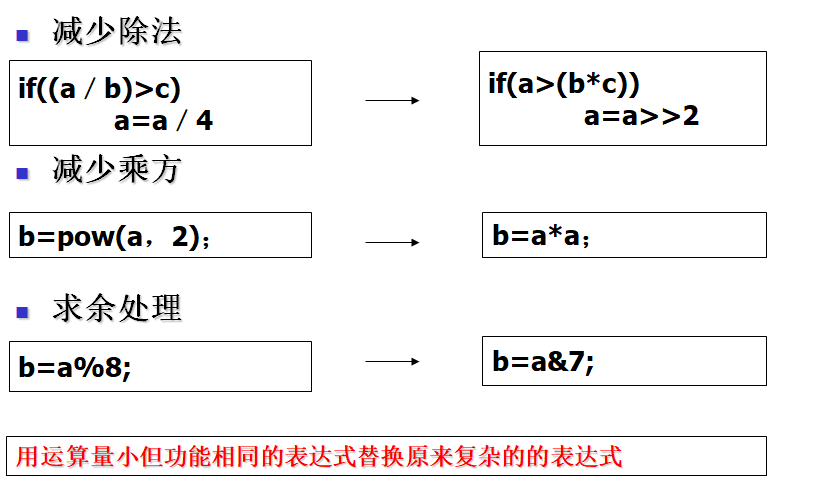 减少除法
if((a / b)>c)
a=a / 4
if(a>(b*c))
a=a>>2
减少乘方
b=pow(a，2)；
b=a*a；
求余处理
b=a%8;
b=a&7;
用运算量小但功能相同的表达式替换原来复杂的的表达式